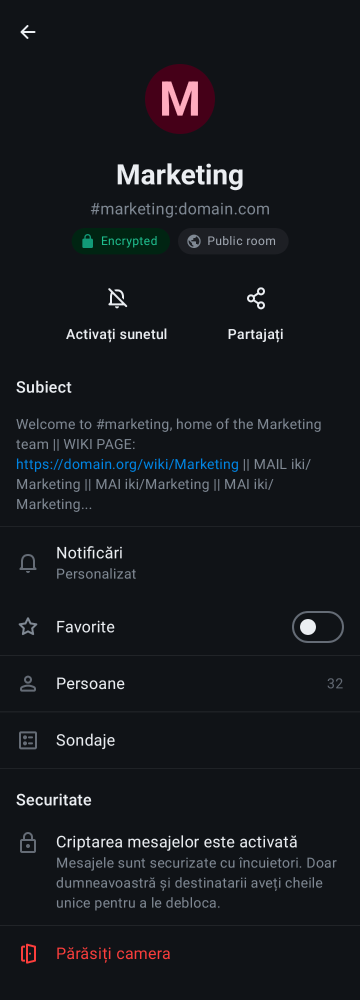 M
Marketing
#marketing:domain.com
Encrypted
Public room
Activați sunetul
Partajați
Subiect
Welcome to #marketing, home of the Marketing
team || WIKI PAGE:
https://domain.org/wiki/Marketing || MAIL iki/
Marketing || MAI iki/Marketing || MAI iki/
Marketing...
Notificări
Personalizat
Favorite
Persoane
32
Sondaje
Securitate
Criptarea mesajelor este activată
Mesajele sunt securizate cu încuietori. Doar
dumneavoastră și destinatarii aveți cheile
unice pentru a le debloca.
Părăsiți camera